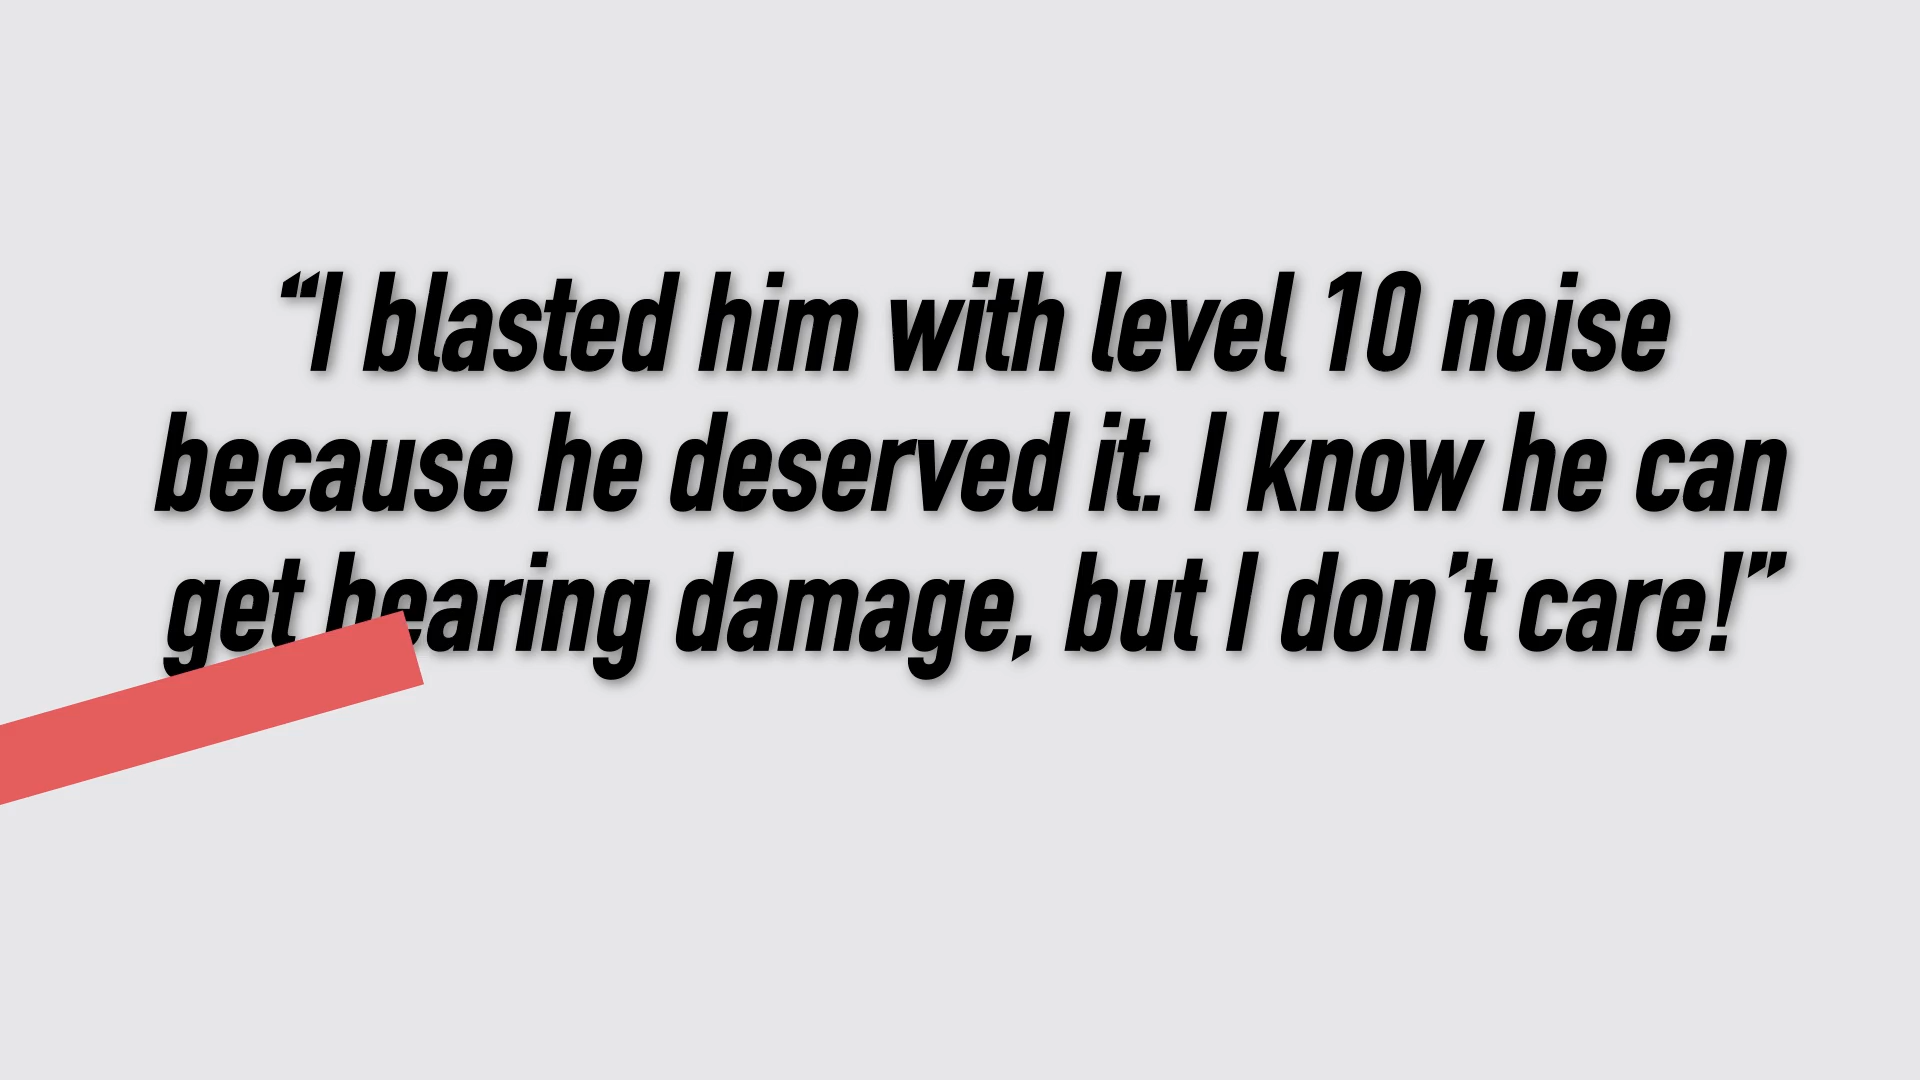 “I blasted him with level 10 noise
because he deserved it. I know he can
get hearing damage, but I don’t care!”